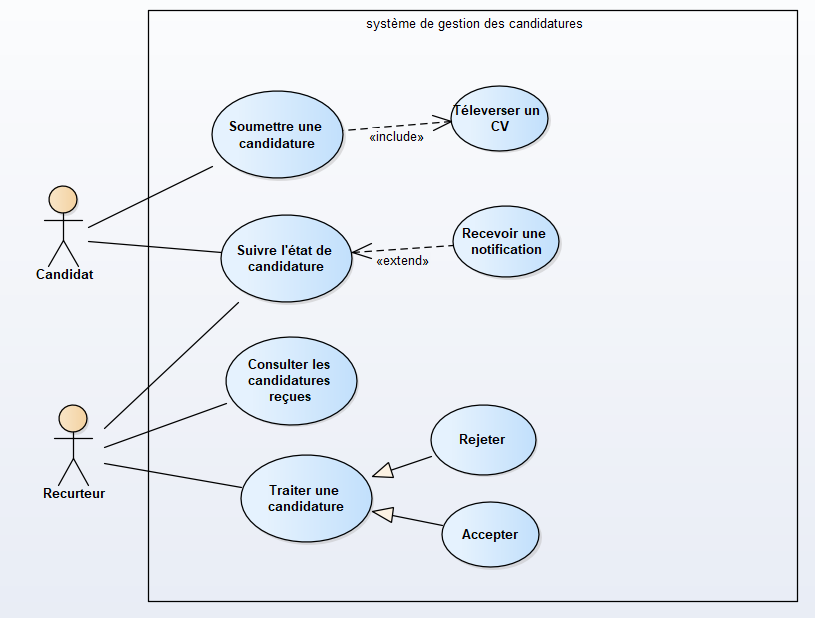 système de gestion des candidatures
Soumettre une
candidature
«include»
Téleverser un
CV
Candidat
Suivre l'état de
candidature
«extend»
Recevoir une
notification
Consulter les
candidatures
reçues
Recurteur
Traiter une
candidature
Rejeter
Accepter